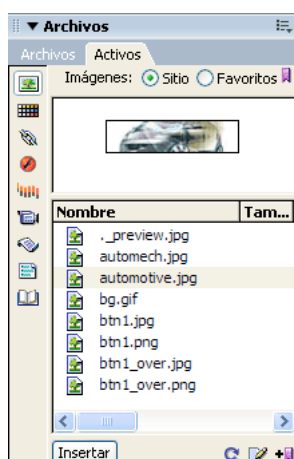 Archivos
Archivos Activos
Imágenes: Sitio Favoritos
Nombre Tam...
._preview.jpg
automech.jpg
automotive.jpg
bg.gif
btn1.jpg
btn1.png
btn1_over.jpg
btn1_over.png
Insertar